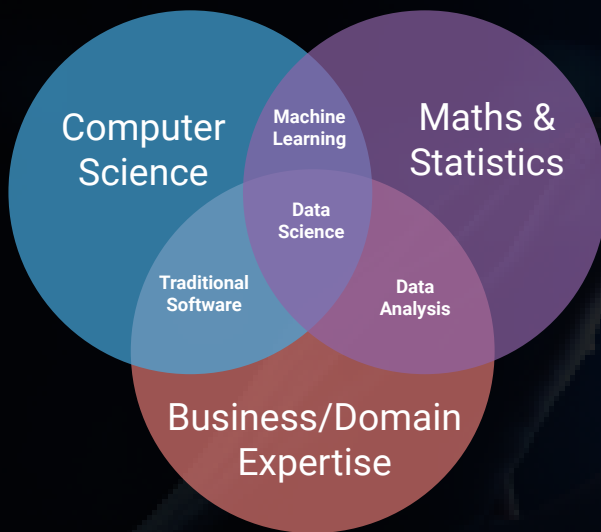 Computer
Science
Machine
Learning
Maths &
Statistics
Data
Science
Traditional
Software
Data
Analysis
Business/Domain
Expertise